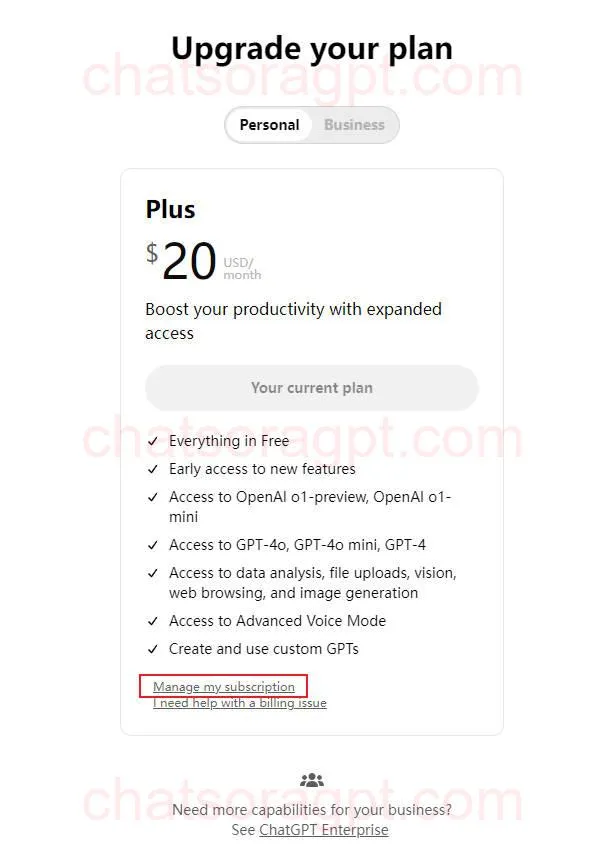 Upgrade your plan
chatsoragpt.com
Personal Business
Plus
$20 USD/
month
Boost your productivity with expanded
access
Your current plan
chatsoragpt.com
✓ Everything in Free
✓ Early access to new features
✓ Access to OpenAI o1-preview, OpenAI o1-
mini
✓ Access to GPT-4o, GPT-4o mini, GPT-4
✓ Access to data analysis, file uploads, vision,
web browsing, and image generation
✓ Access to Advanced Voice Mode
✓ Create and use custom GPTs
Manage my subscription
I need help with a billing issue
chatsoragpt.com
Need more capabilities for your business?
See ChatGPT Enterprise